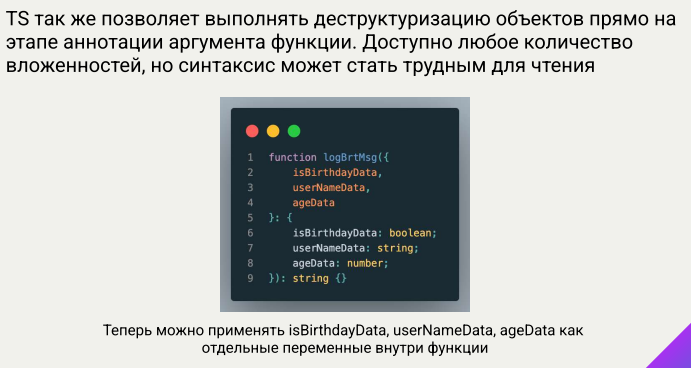 TS так же позволяет выполнять деструктуризацию объектов прямо на
этапе аннотации аргумента функции. Доступно любое количество
вложенностей, но синтаксис может стать трудным для чтения
1 function logBrtMsg({
2 isBirthdayData,
3 userNameData,
4 ageData
5 }: {
6 isBirthdayData: boolean;
7 userNameData: string;
8 ageData: number;
9 }): string {}
Теперь можно применять isBirthdayData, userNameData, ageData как
отдельные переменные внутри функции